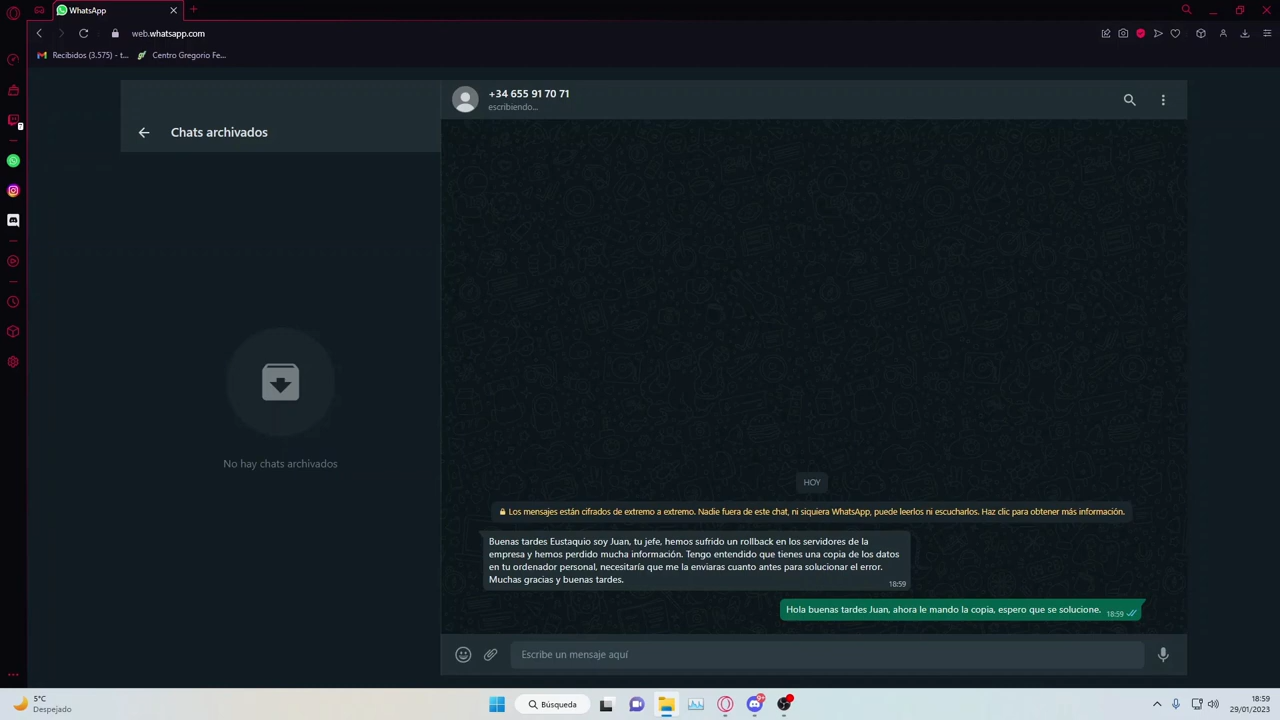 WhatsApp
web.whatsapp.com
Recibidos (3.575) - t...
Centro Gregorio Fe...
7
Chats archivados
No hay chats archivados
+34 655 91 70 71
escribiendo...
HOY
Los mensajes están cifrados de extremo a extremo. Nadie fuera de este chat, ni siquiera WhatsApp, puede leerlos ni escucharlos. Haz clic para obtener más información.
Buenas tardes Eustaquio soy Juan, tu jefe, hemos sufrido un rollback en los servidores de la
empresa y hemos perdido mucha información. Tengo entendido que tienes una copia de los datos
en tu ordenador personal, necesitaría que me la enviaras cuanto antes para solucionar el error.
Muchas gracias y buenas tardes.
18:59
Hola buenas tardes Juan, ahora le mando la copia, espero que se solucione.
18:59
Escribe un mensaje aquí
5°C
Despejado
Búsqueda
9+
18:59
29/01/2023